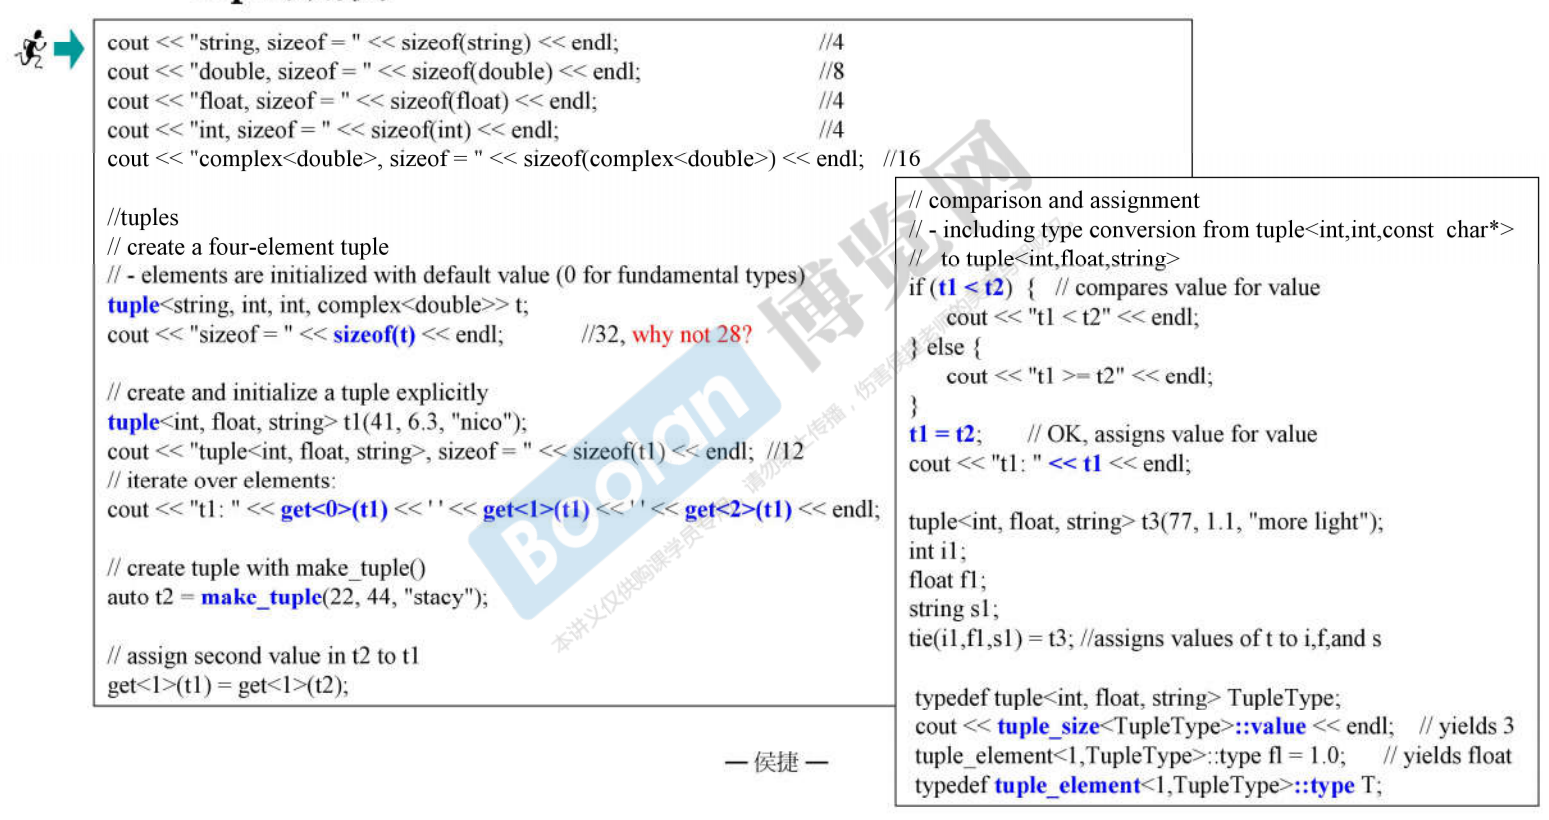 cout << "string, sizeof = " << sizeof(string) << endl; //4
cout << "double, sizeof = " << sizeof(double) << endl; //8
cout << "float, sizeof = " << sizeof(float) << endl; //4
cout << "int, sizeof = " << sizeof(int) << endl; //4
cout << "complex<double>, sizeof = " << sizeof(complex<double>) << endl; //16
//tuples
// create a four-element tuple
// - elements are initialized with default value (0 for fundamental types)
tuple<string, int, int, complex<double>> t;
cout << "sizeof = " << sizeof(t) << endl; //32, why not 28?
// create and initialize a tuple explicitly
tuple<int, float, string> t1(41, 6.3, "nico");
cout << "tuple<int, float, string>, sizeof = " << sizeof(t1) << endl; //12
// iterate over elements:
cout << "t1: " << get<0>(t1) << ' ' << get<1>(t1) << ' ' << get<2>(t1) << endl;
// create tuple with make_tuple()
auto t2 = make_tuple(22, 44, "stacy");
// assign second value in t2 to t1
get<1>(t1) = get<1>(t2);
// comparison and assignment
// - including type conversion from tuple<int,int,const char*>
// to tuple<int,float,string>
if (t1 < t2) { // compares value for value
cout << "t1 < t2" << endl;
} else {
cout << "t1 >= t2" << endl;
}
t1 = t2; // OK, assigns value for value
cout << "t1: " << t1 << endl;
tuple<int, float, string> t3(77, 1.1, "more light");
int i1;
float f1;
string s1;
tie(i1,f1,s1) = t3; //assigns values of t to i,f,and s
typedef tuple<int, float, string> TupleType;
cout << tuple_size<TupleType>::value << endl; // yields 3
tuple_element<1,TupleType>::type fl = 1.0; // yields float
typedef tuple_element<1,TupleType>::type T;
— 侯捷 —
Boolan
博览网
本讲义仅供购课学员专用，请勿
上传播，伤害侯捷老师的